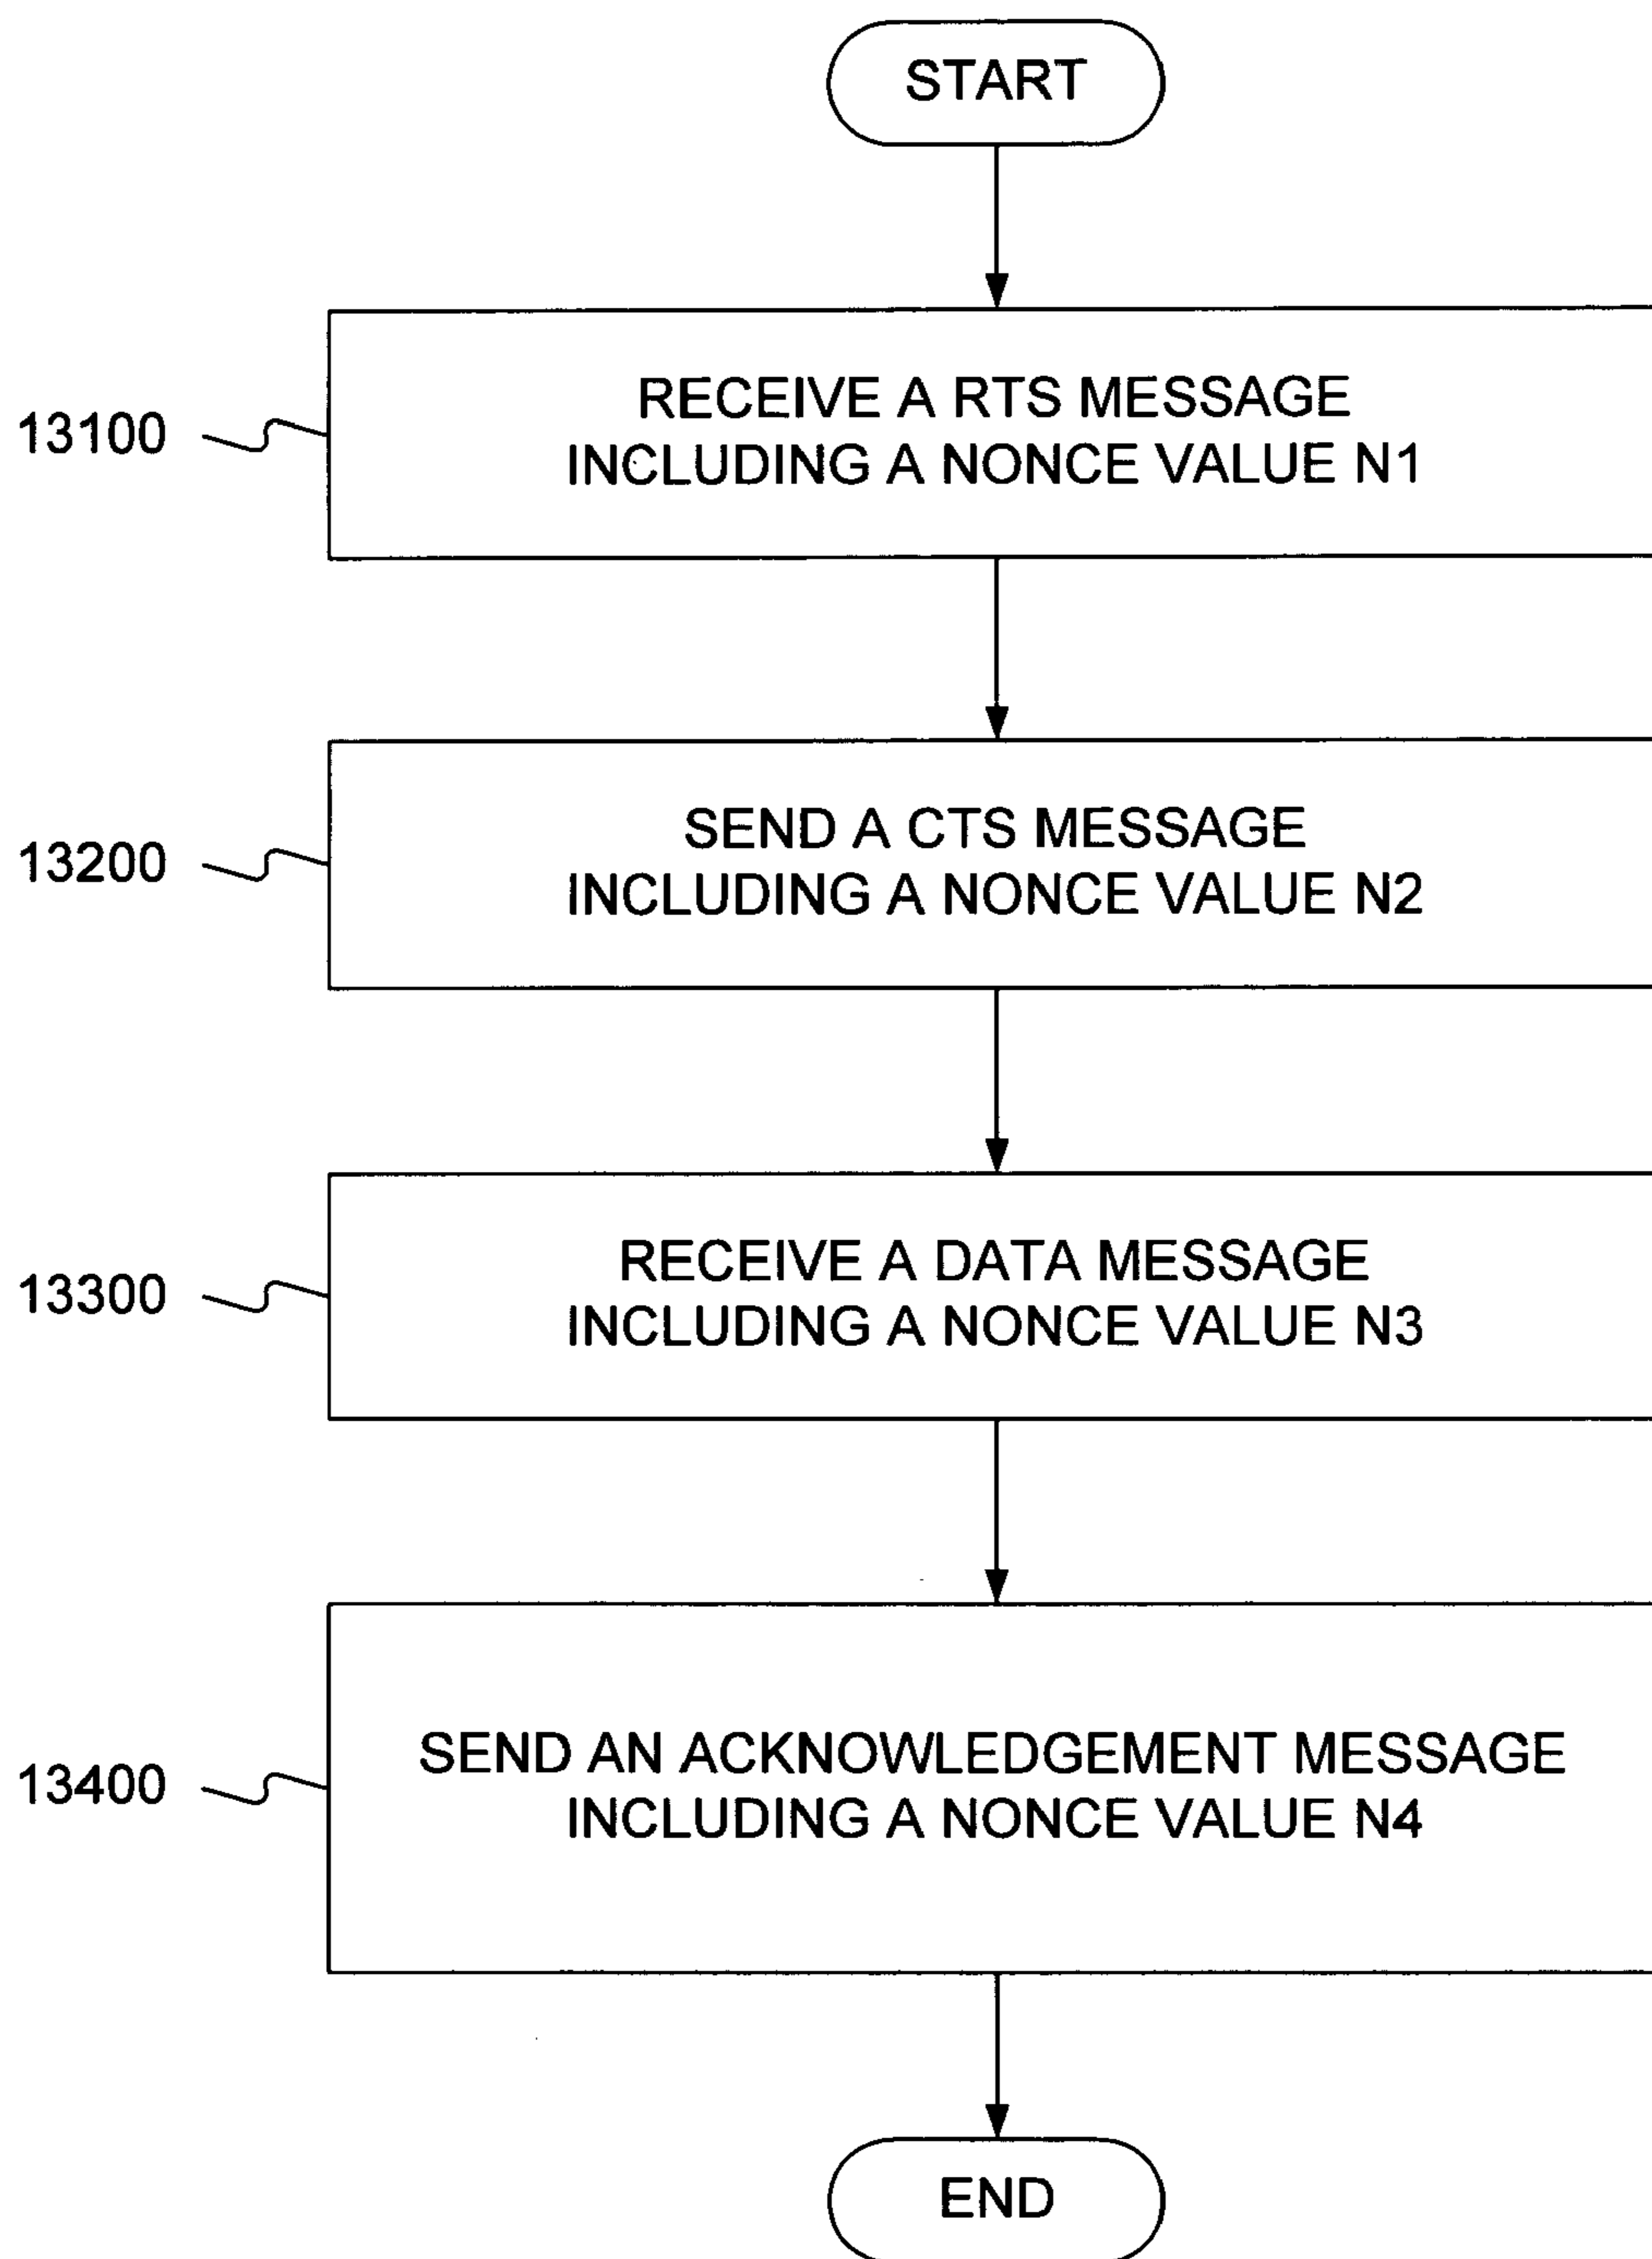 START
13100
RECEIVE A RTS MESSAGE
INCLUDING A NONCE VALUE N1
13200
SEND A CTS MESSAGE
INCLUDING A NONCE VALUE N2
13300
RECEIVE A DATA MESSAGE
INCLUDING A NONCE VALUE N3
13400
SEND AN ACKNOWLEDGEMENT MESSAGE
INCLUDING A NONCE VALUE N4
END